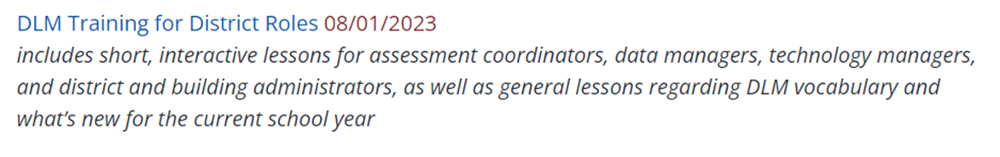 DLM Training for District Roles 08/01/2023
includes short, interactive lessons for assessment coordinators, data managers, technology managers,
and district and building administrators, as well as general lessons regarding DLM vocabulary and
what’s new for the current school year